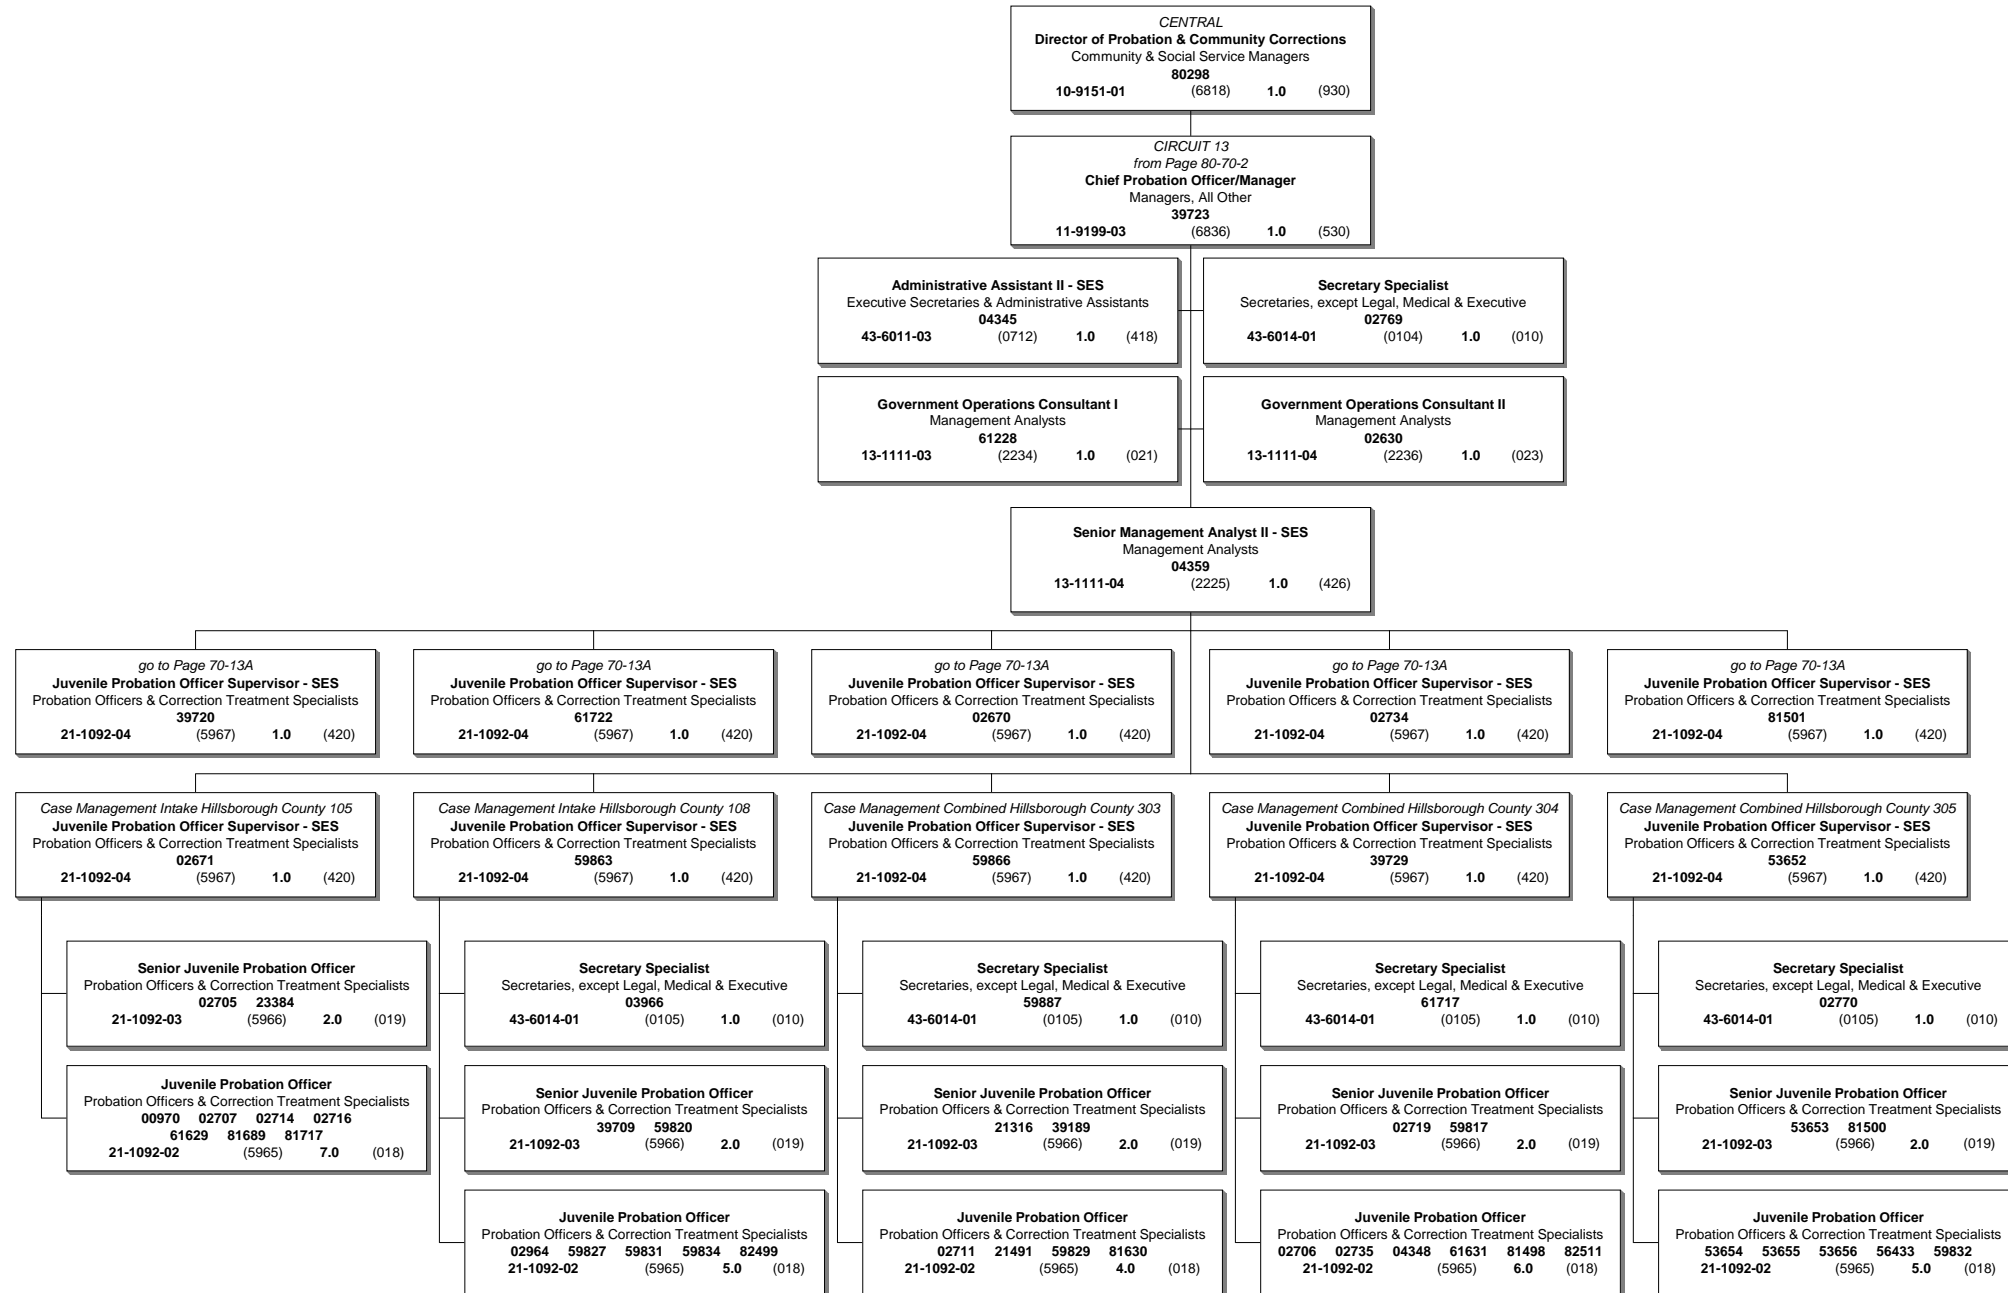 CENTRAL
Director of Probation & Community Corrections
Community & Social Service Managers
80298
10-9151-01 (6818) 1.0 (930)
CIRCUIT 13
from Page 80-70-2
Chief Probation Officer/Manager
Managers, All Other
39723
11-9199-03 (6836) 1.0 (530)
Administrative Assistant II - SES
Executive Secretaries & Administrative Assistants
04345
43-6011-03 (0712) 1.0 (418)
Secretary Specialist
Secretaries, except Legal, Medical & Executive
02769
43-6014-01 (0104) 1.0 (010)
Government Operations Consultant I
Management Analysts
61228
13-1111-03 (2234) 1.0 (021)
Government Operations Consultant II
Management Analysts
02630
13-1111-04 (2236) 1.0 (023)
Senior Management Analyst II - SES
Management Analysts
04359
13-1111-04 (2225) 1.0 (426)
go to Page 70-13A
Juvenile Probation Officer Supervisor - SES
Probation Officers & Correction Treatment Specialists
39720
21-1092-04 (5967) 1.0 (420)
go to Page 70-13A
Juvenile Probation Officer Supervisor - SES
Probation Officers & Correction Treatment Specialists
61722
21-1092-04 (5967) 1.0 (420)
go to Page 70-13A
Juvenile Probation Officer Supervisor - SES
Probation Officers & Correction Treatment Specialists
02670
21-1092-04 (5967) 1.0 (420)
go to Page 70-13A
Juvenile Probation Officer Supervisor - SES
Probation Officers & Correction Treatment Specialists
02734
21-1092-04 (5967) 1.0 (420)
go to Page 70-13A
Juvenile Probation Officer Supervisor - SES
Probation Officers & Correction Treatment Specialists
81501
21-1092-04 (5967) 1.0 (420)
Case Management Intake Hillsborough County 105
Juvenile Probation Officer Supervisor - SES
Probation Officers & Correction Treatment Specialists
02671
21-1092-04 (5967) 1.0 (420)
Senior Juvenile Probation Officer
Probation Officers & Correction Treatment Specialists
02705 23384
21-1092-03 (5966) 2.0 (019)
Juvenile Probation Officer
Probation Officers & Correction Treatment Specialists
00970 02707 02714 02716
61629 81689 81717
21-1092-02 (5965) 7.0 (018)
Case Management Intake Hillsborough County 108
Juvenile Probation Officer Supervisor - SES
Probation Officers & Correction Treatment Specialists
59863
21-1092-04 (5967) 1.0 (420)
Secretary Specialist
Secretaries, except Legal, Medical & Executive
03966
43-6014-01 (0105) 1.0 (010)
Senior Juvenile Probation Officer
Probation Officers & Correction Treatment Specialists
39709 59820
21-1092-03 (5966) 2.0 (019)
Juvenile Probation Officer
Probation Officers & Correction Treatment Specialists
02964 59827 59831 59834 82499
21-1092-02 (5965) 5.0 (018)
Case Management Combined Hillsborough County 303
Juvenile Probation Officer Supervisor - SES
Probation Officers & Correction Treatment Specialists
59866
21-1092-04 (5967) 1.0 (420)
Secretary Specialist
Secretaries, except Legal, Medical & Executive
59887
43-6014-01 (0105) 1.0 (010)
Senior Juvenile Probation Officer
Probation Officers & Correction Treatment Specialists
21316 39189
21-1092-03 (5966) 2.0 (019)
Juvenile Probation Officer
Probation Officers & Correction Treatment Specialists
02711 21491 59829 81630
21-1092-02 (5965) 4.0 (018)
Case Management Combined Hillsborough County 304
Juvenile Probation Officer Supervisor - SES
Probation Officers & Correction Treatment Specialists
39729
21-1092-04 (5967) 1.0 (420)
Secretary Specialist
Secretaries, except Legal, Medical & Executive
61717
43-6014-01 (0105) 1.0 (010)
Senior Juvenile Probation Officer
Probation Officers & Correction Treatment Specialists
02719 59817
21-1092-03 (5966) 2.0 (019)
Juvenile Probation Officer
Probation Officers & Correction Treatment Specialists
02706 02735 04348 61631 81498 82511
21-1092-02 (5965) 6.0 (018)
Case Management Combined Hillsborough County 305
Juvenile Probation Officer Supervisor - SES
Probation Officers & Correction Treatment Specialists
53652
21-1092-04 (5967) 1.0 (420)
Secretary Specialist
Secretaries, except Legal, Medical & Executive
02770
43-6014-01 (0105) 1.0 (010)
Senior Juvenile Probation Officer
Probation Officers & Correction Treatment Specialists
53653 81500
21-1092-03 (5966) 2.0 (019)
Juvenile Probation Officer
Probation Officers & Correction Treatment Specialists
53654 53655 53656 56433 59832
21-1092-02 (5965) 5.0 (018)